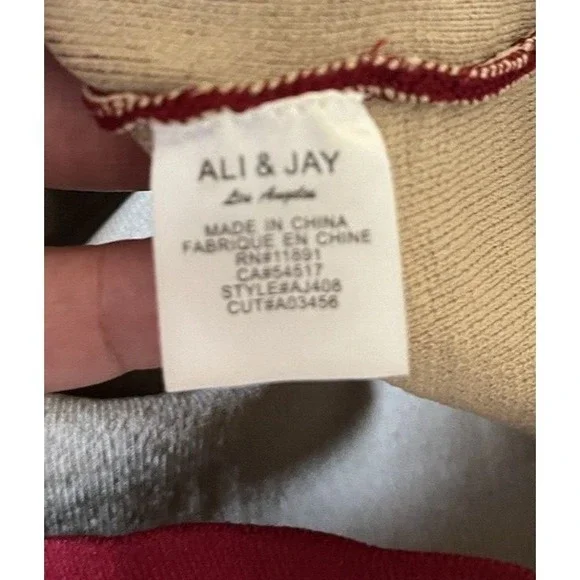 ALI & JAY
Los Angeles
MADE IN CHINA
FABRIQUE EN CHINE
RN#11891
CA#54517
STYLE#AJ408
CUT#A03456